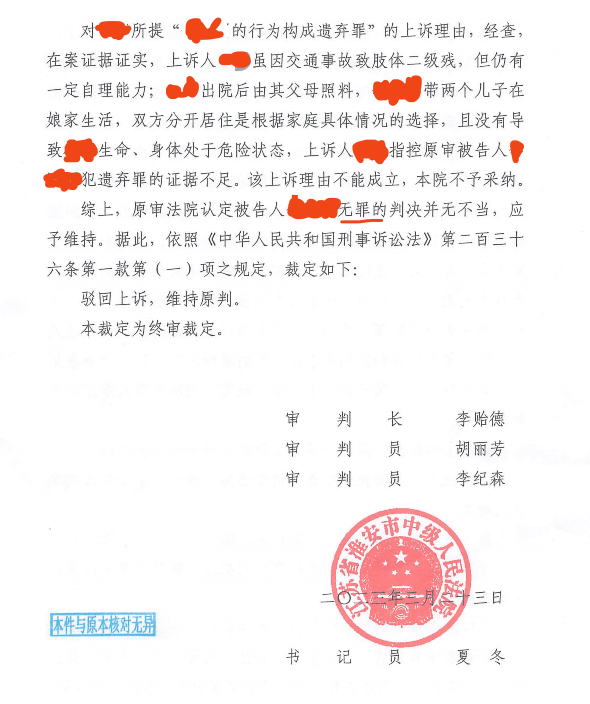 对 所提“ 的行为构成遗弃罪”的上诉理由，经查，
在案证据证实，上诉人 虽因交通事故致肢体二级残，但仍有
一定自理能力； 出院后由其父母照料， 带两个儿子在
娘家生活，双方分开居住是根据家庭具体情况的选择，且没有导
致 生命、身体处于危险状态，上诉人 指控原审被告人
犯遗弃罪的证据不足。该上诉理由不能成立，本院不予采纳。
综上，原审法院认定被告人 无罪的判决并无不当，应
予维持。据此，依照《中华人民共和国刑事诉讼法》第二百三十
六条第一款第（一）项之规定，裁定如下：
驳回上诉，维持原判。
本裁定为终审裁定。
审 判 长 李贻德
审 判 员 胡丽芳
审 判 员 李纪森
江苏省淮安市中级人民法院
二〇二三年三月二十三日
本件与原本核对无异
书 记 员 夏 冬